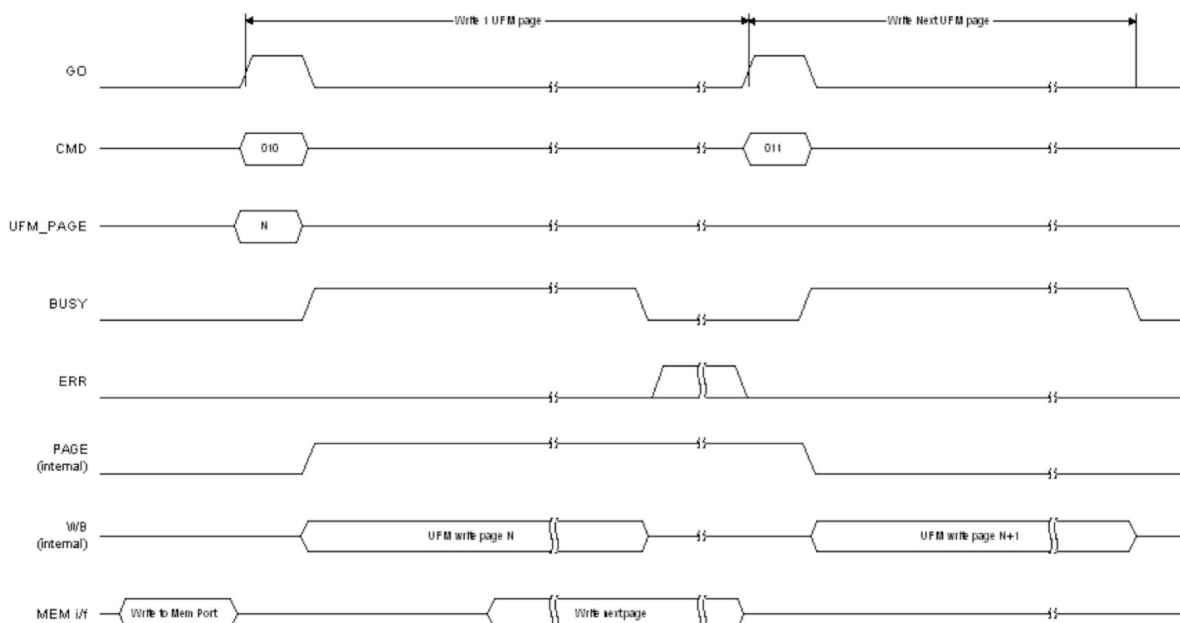 Write 1 UFM page
Write Next UFM page
GO
CMD
010
011
UFM_PAGE
N
BUSY
ERR
PAGE
(internal)
WB
(internal)
UFM write page N
UFM write page N+1
MEM i/f
Write to Mem Port
Write nextpage